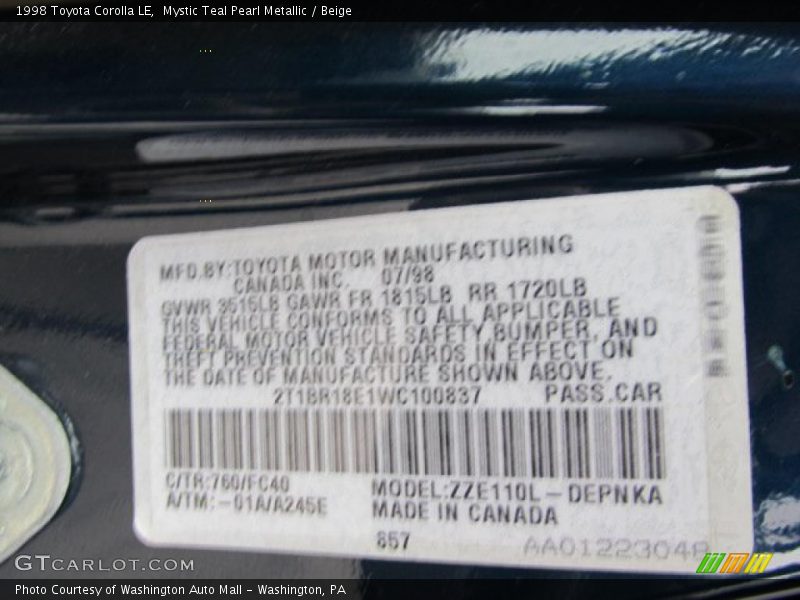 1998 Toyota Corolla LE,  Mystic Teal Pearl Metallic / Beige
MFD.BY:TOYOTA MOTOR MANUFACTURING
CANADA INC.   07/98
GVWR 3515LB GAWR FR 1815LB  RR 1720LB
THIS VEHICLE CONFORMS TO ALL APPLICABLE
FEDERAL MOTOR VEHICLE SAFETY,BUMPER, AND
THEFT PREVENTION STANDARDS IN EFFECT ON
THE DATE OF MANUFACTURE SHOWN ABOVE.
2T1BR18E1WC100837   PASS.CAR
C/TR:760/FC40   MODEL:ZZE110L-DEPNKA
A/TM:-01A/A245E   MADE IN CANADA
857   AA01223048
GTCARLOT.COM
Photo Courtesy of Washington Auto Mall - Washington, PA